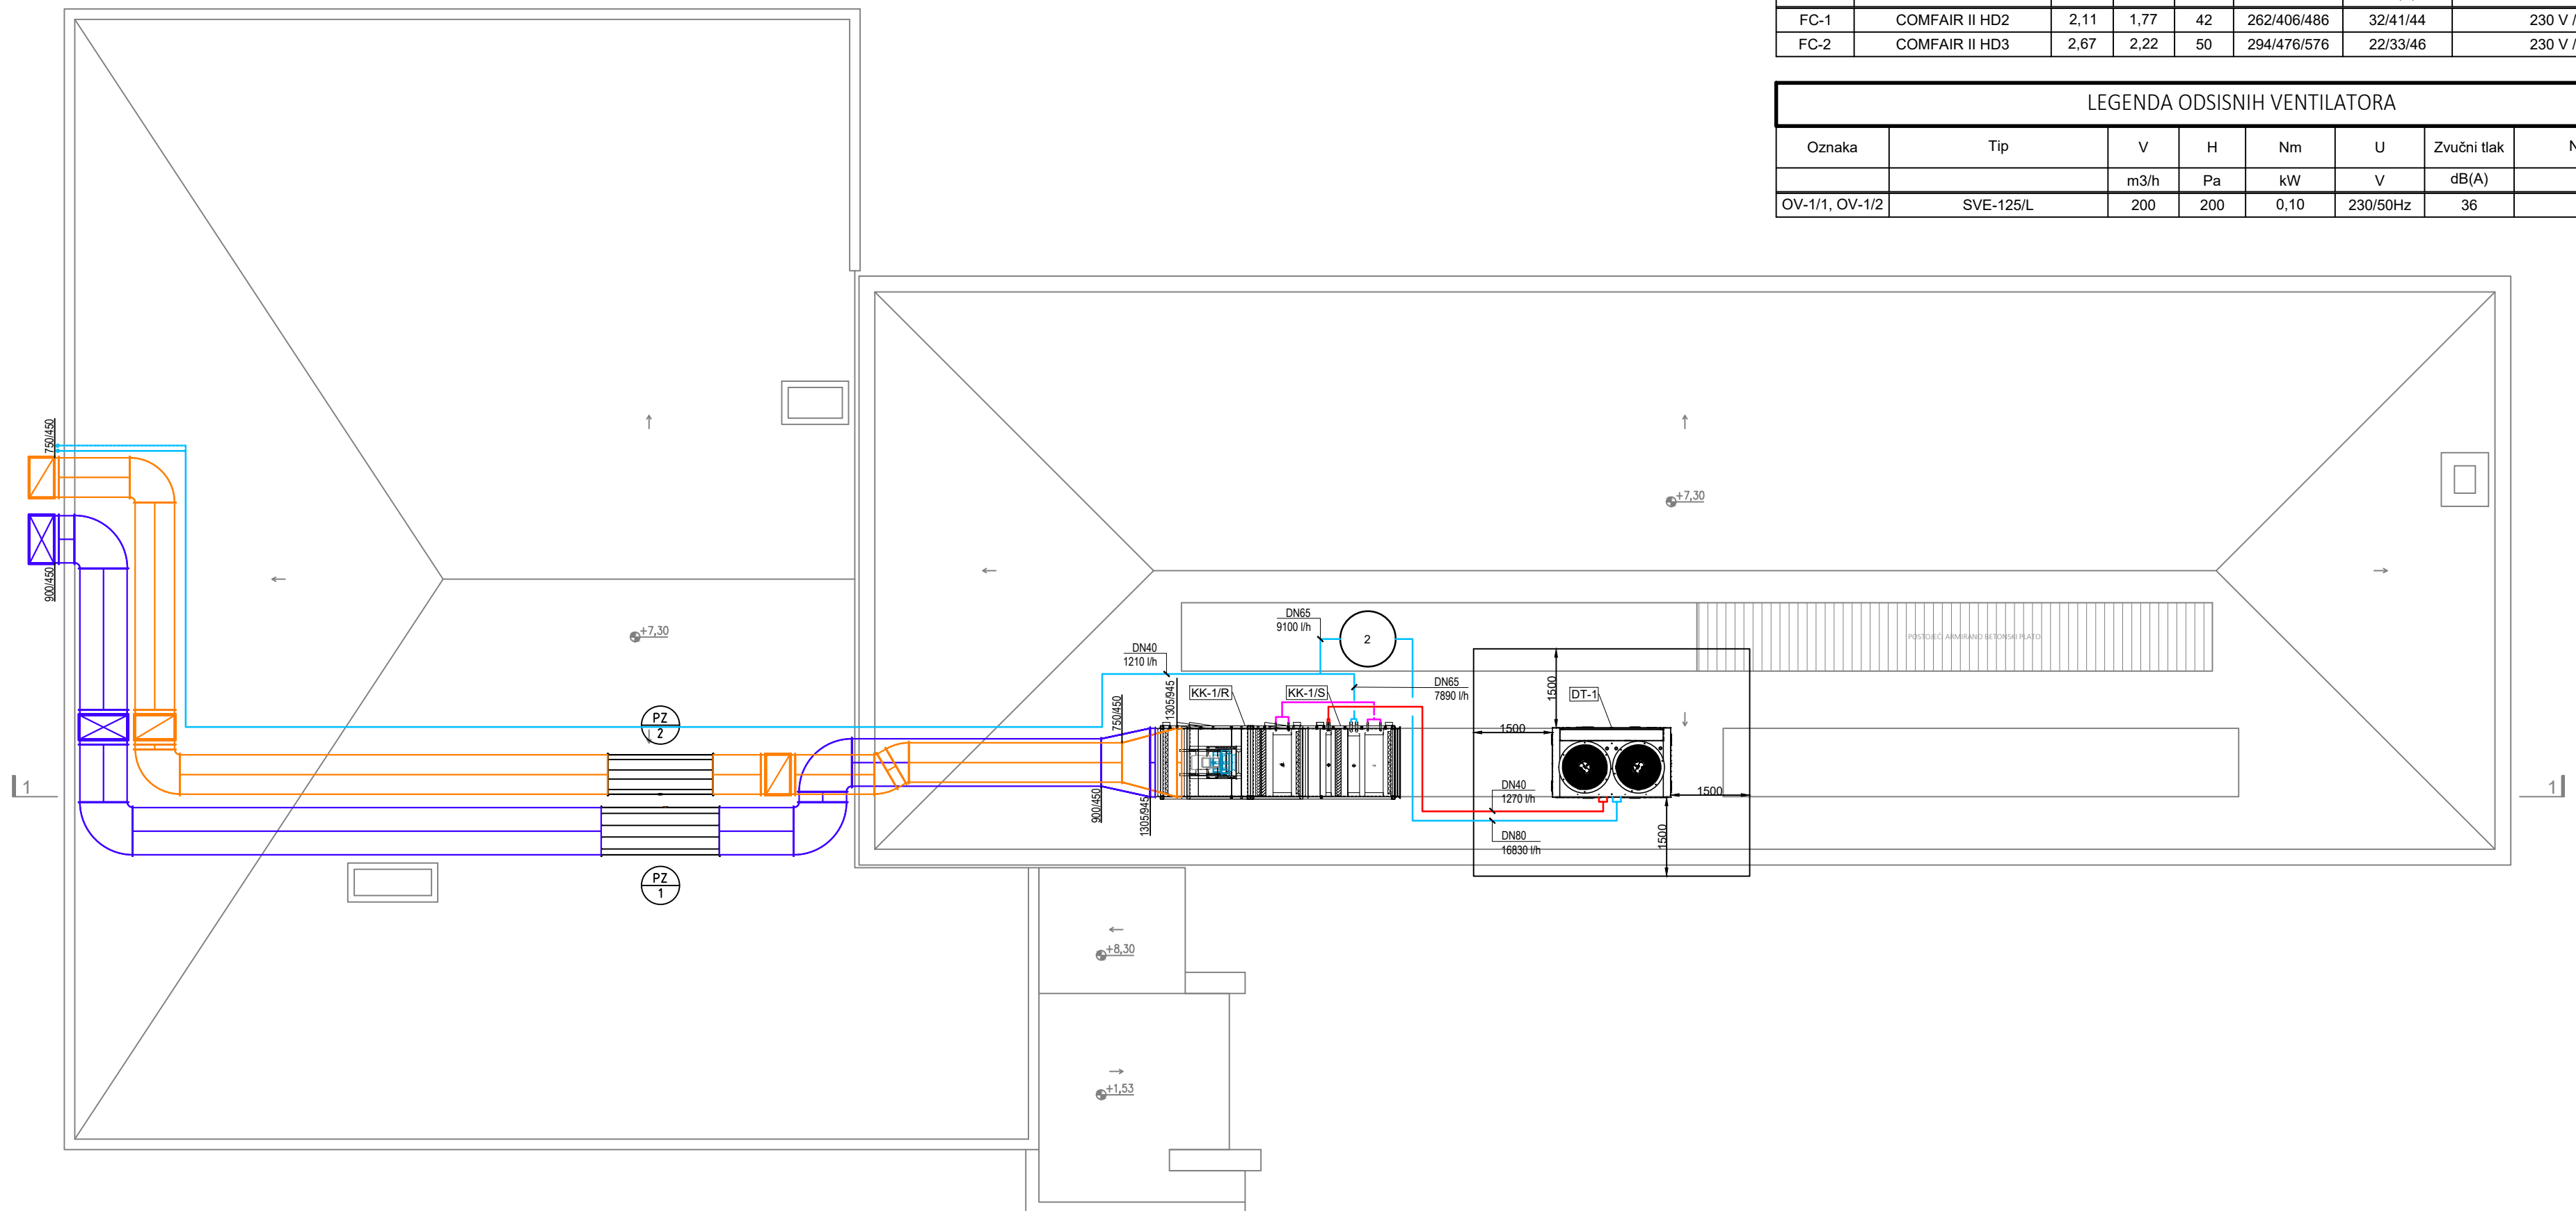 FC-1 COMFAIR II HD2 2,11 1,77 42 262/406/486 32/41/44 230 V /
FC-2 COMFAIR II HD3 2,67 2,22 50 294/476/576 22/33/46 230 V /
LEGENDA ODSISNIH VENTILATORA
Oznaka Tip V H Nm U Zvučni tlak
m3/h Pa kW V dB(A)
OV-1/1, OV-1/2 SVE-125/L 200 200 0,10 230/50Hz 36
750/450
900/450
+7,30
+7,30
POSTOJEĆI ARMIRANO BETONSKI PLATO
DN65
9100 l/h
2
DN40
1210 l/h
DN65
7890 l/h
1305/945
750/450
KK-1/R
KK-1/S
DT-1
1500
1500
1500
1500
PZ
2
PZ
1
1
1
900/450
1305/945
DN40
1270 l/h
DN80
16830 l/h
+8,30
+1,53